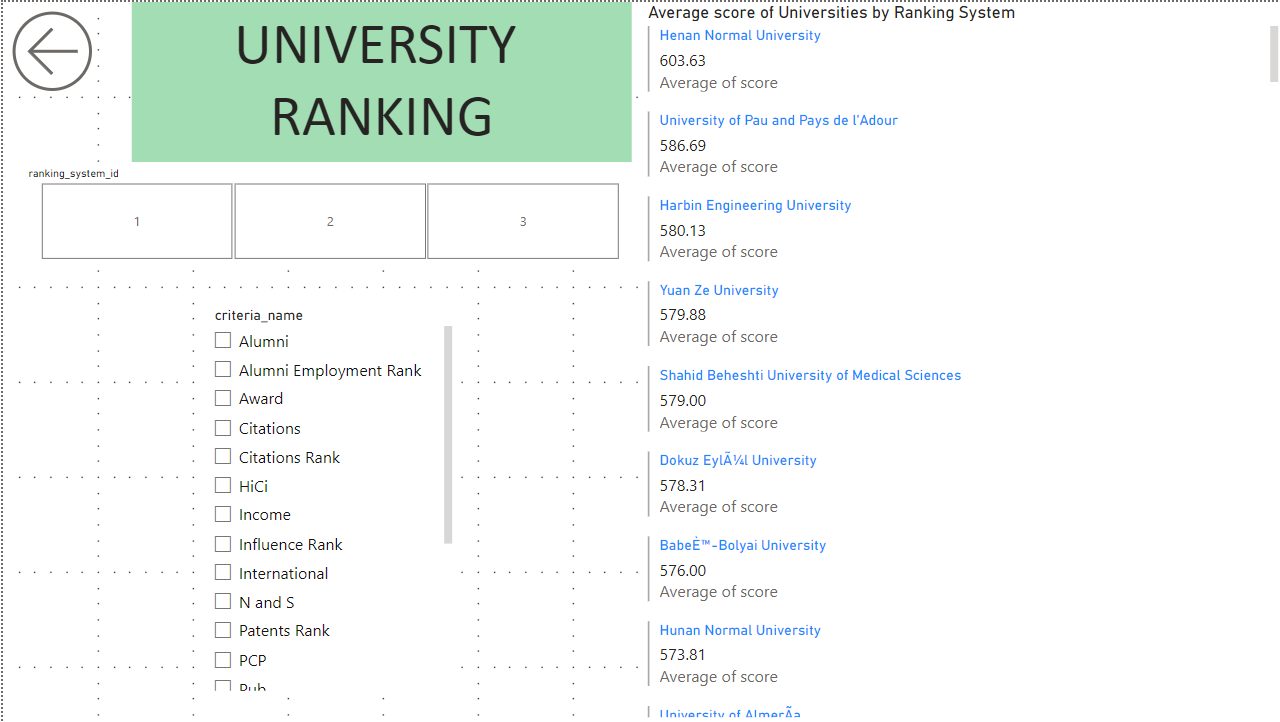 UNIVERSITY
RANKING
ranking_system_id
1
2
3
criteria_name
Alumni
Alumni Employment Rank
Award
Citations
Citations Rank
HiCi
Income
Influence Rank
International
N and S
Patents Rank
PCP
Pub
Average score of Universities by Ranking System
Henan Normal University
603.63
Average of score
University of Pau and Pays de l'Adour
586.69
Average of score
Harbin Engineering University
580.13
Average of score
Yuan Ze University
579.88
Average of score
Shahid Beheshti University of Medical Sciences
579.00
Average of score
Dokuz EylÃ¼l University
578.31
Average of score
BabeÈ™-Bolyai University
576.00
Average of score
Hunan Normal University
573.81
Average of score
University of AlmerÃa